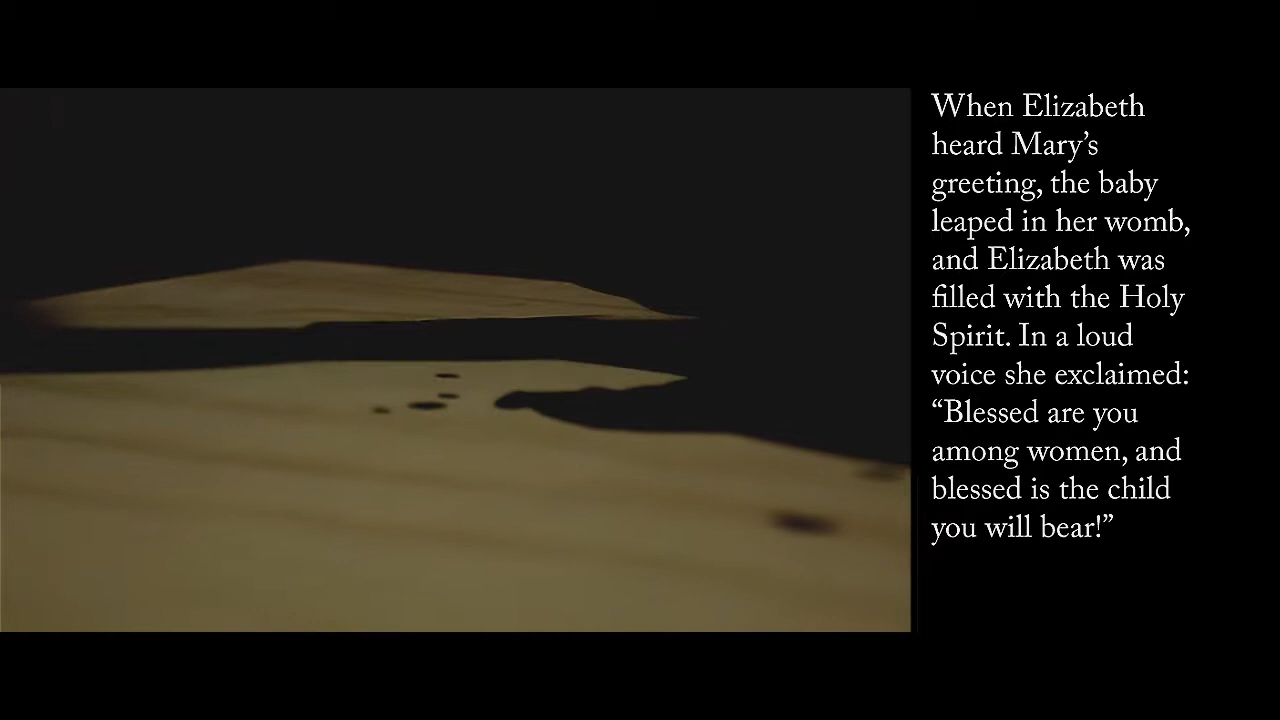 When Elizabeth
heard Mary’s
greeting, the baby
leaped in her womb,
and Elizabeth was
filled with the Holy
Spirit. In a loud
voice she exclaimed:
“Blessed are you
among women, and
blessed is the child
you will bear!”